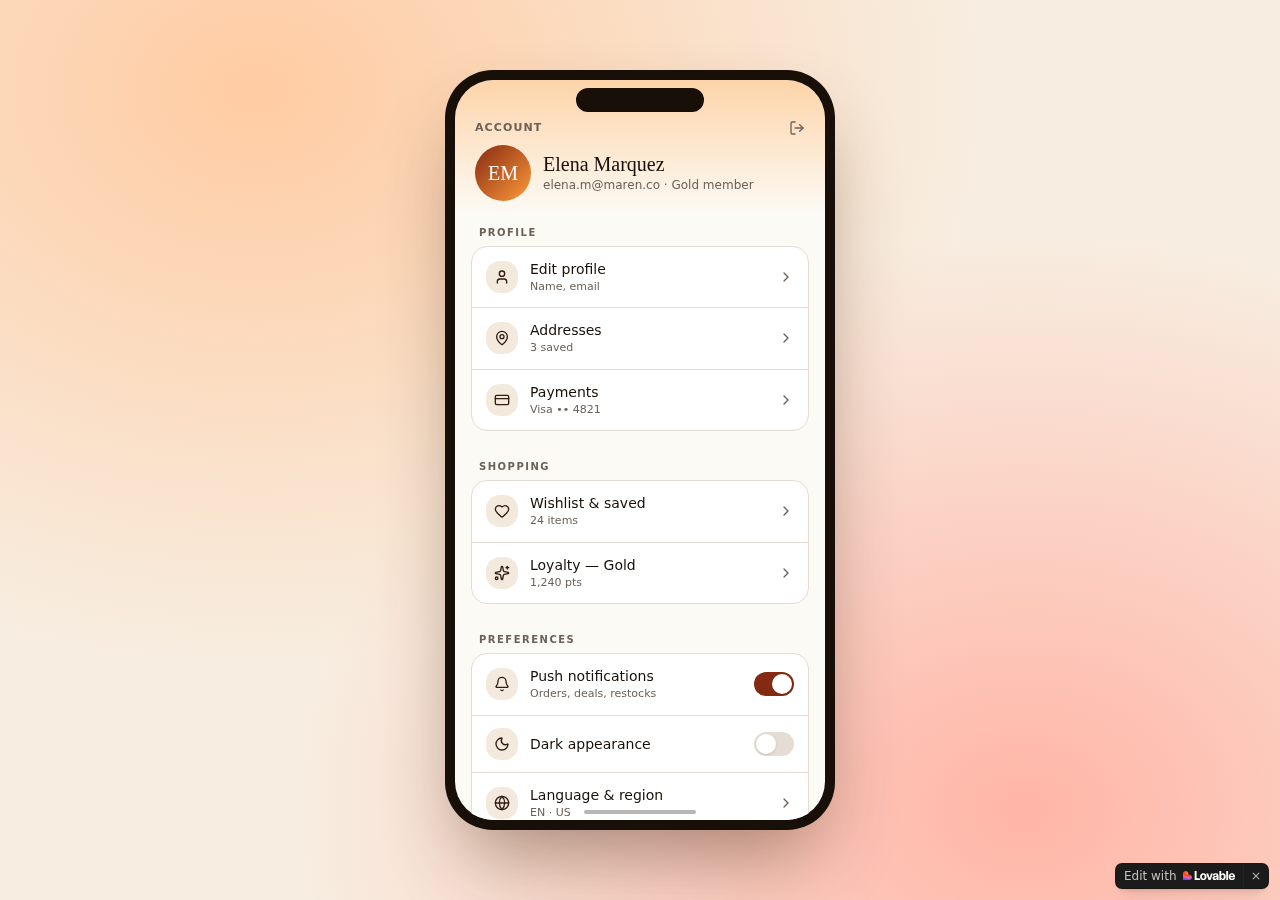 ACCOUNT
EM
Elena Marquez
elena.m@maren.co · Gold member
PROFILE
Edit profile
Name, email
Addresses
3 saved
Payments
Visa •• 4821
SHOPPING
Wishlist & saved
24 items
Loyalty — Gold
1,240 pts
PREFERENCES
Push notifications
Orders, deals, restocks
Dark appearance
Language & region
EN · US
Edit with Lovable ×